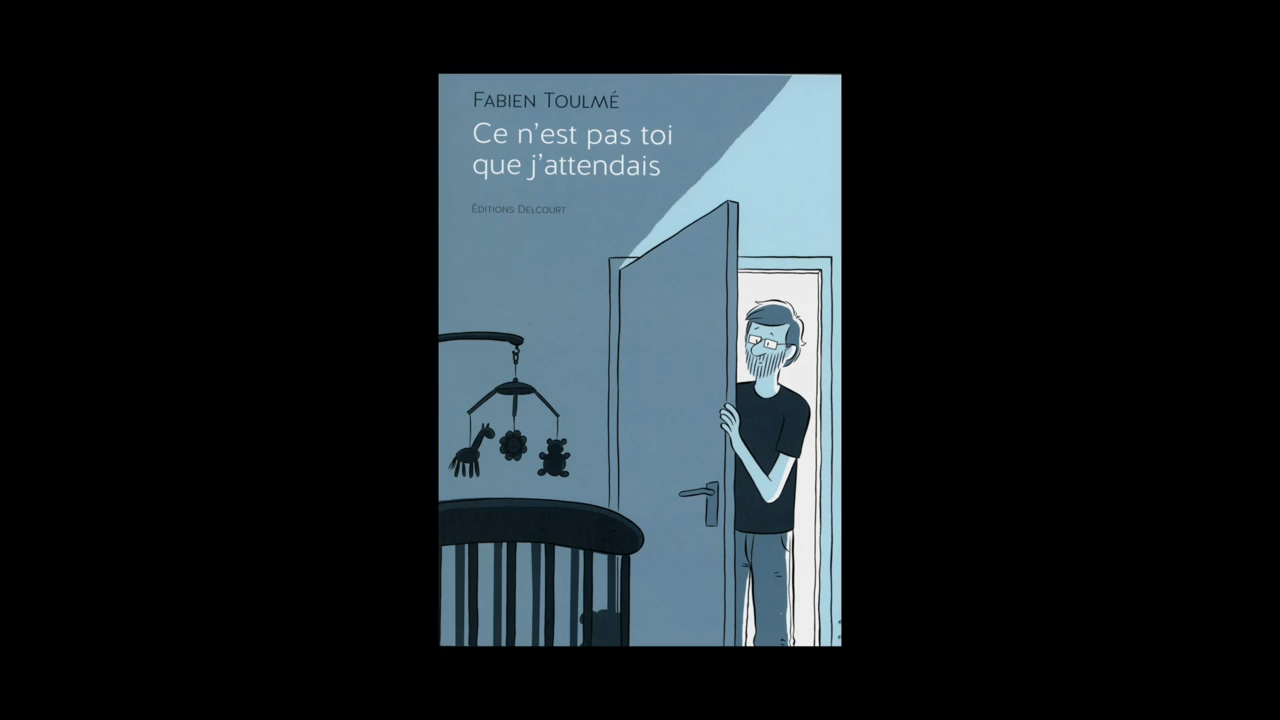 FABIEN TOULMÉ
Ce n'est pas toi
que j'attendais
ÉDITIONS DELCOURT